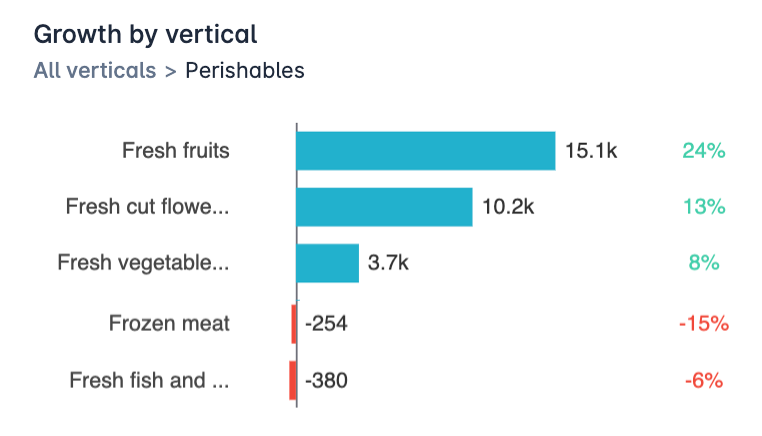 Growth by vertical
All verticals > Perishables
Fresh fruits 15.1k 24%
Fresh cut flowe... 10.2k 13%
Fresh vegetable... 3.7k 8%
Frozen meat -254 -15%
Fresh fish and ... -380 -6%